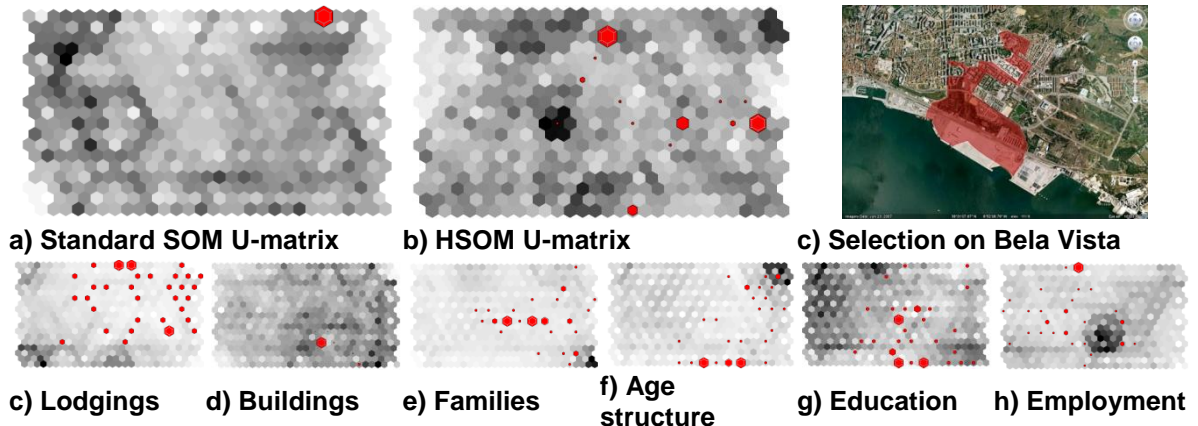 a) Standard SOM U-matrix
b) HSOM U-matrix
c) Selection on Bela Vista
c) Lodgings
d) Buildings
e) Families
f) Age
structure
g) Education
h) Employment